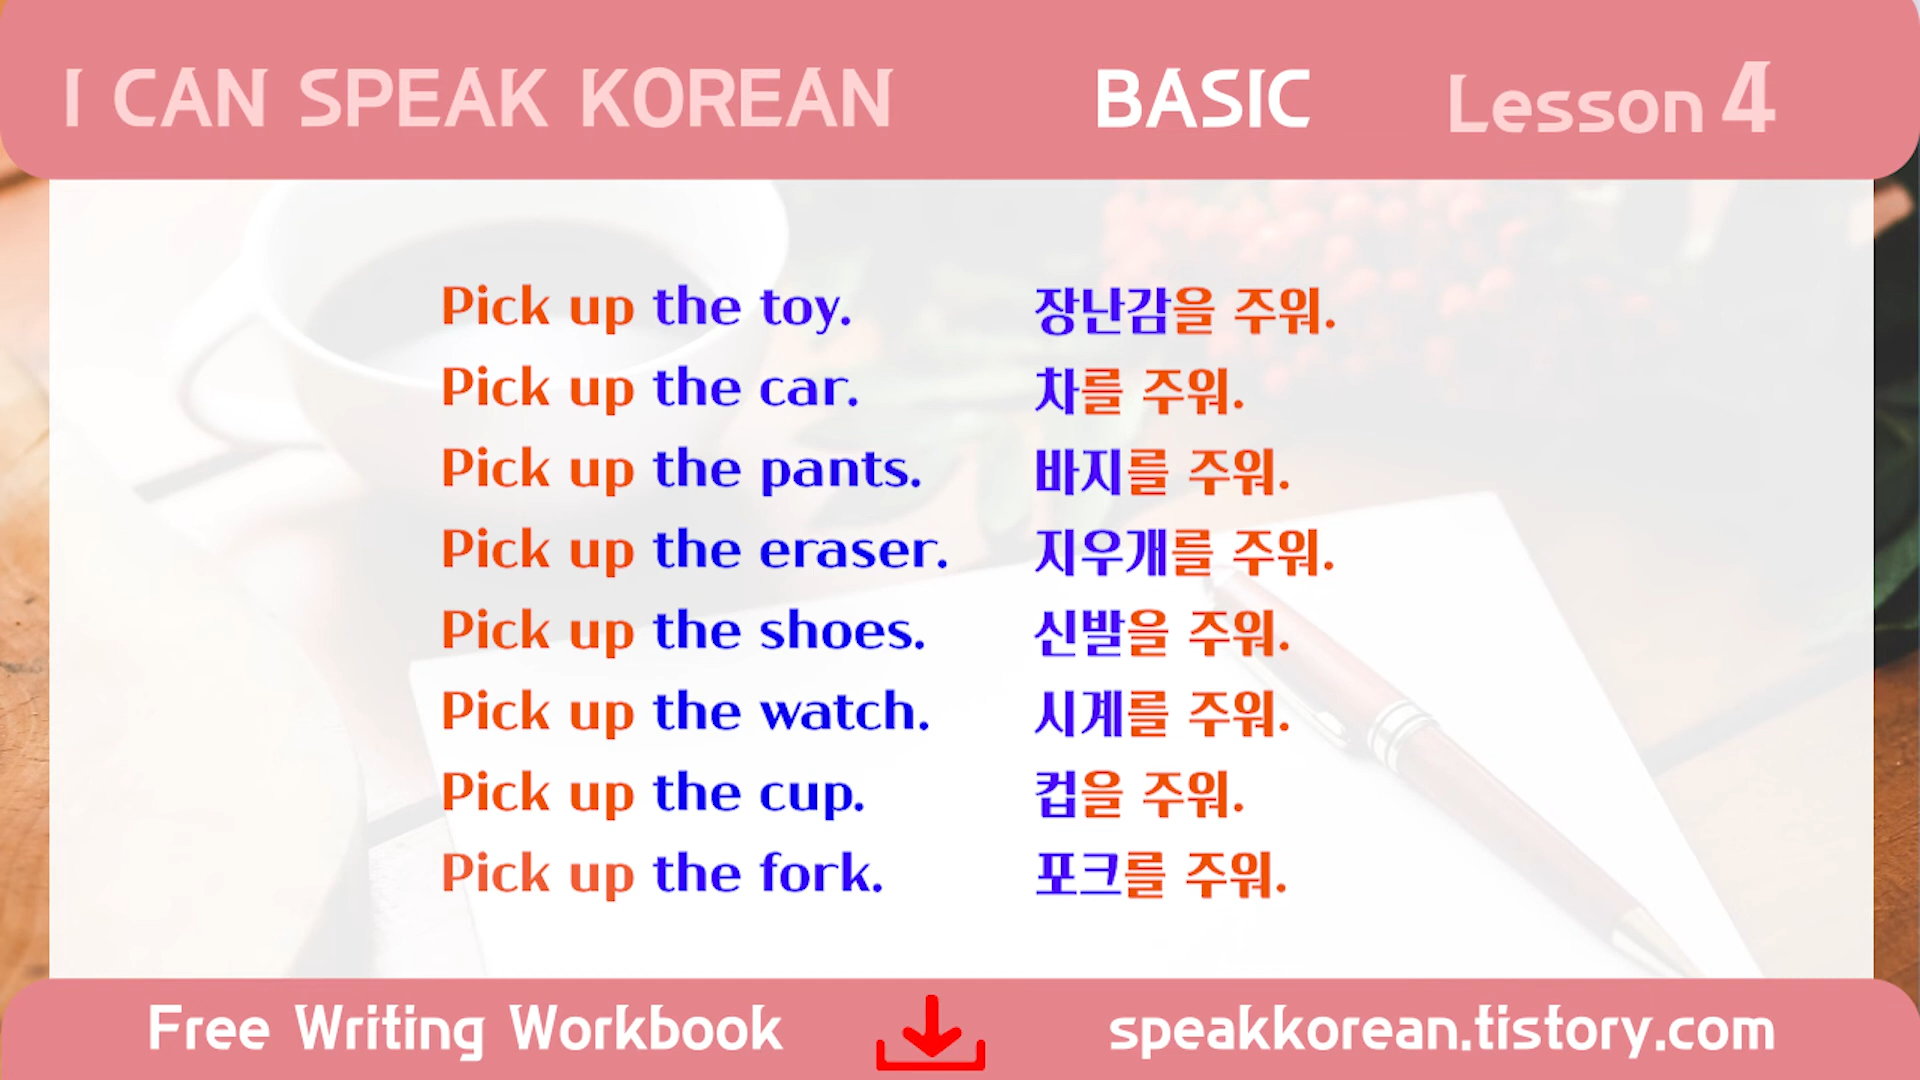 I CAN SPEAK KOREAN BASIC Lesson 4
Pick up the toy. 장난감을 주워.
Pick up the car. 차를 주워.
Pick up the pants. 바지를 주워.
Pick up the eraser. 지우개를 주워.
Pick up the shoes. 신발을 주워.
Pick up the watch. 시계를 주워.
Pick up the cup. 컵을 주워.
Pick up the fork. 포크를 주워.
Free Writing Workbook speakkorean.tistory.com